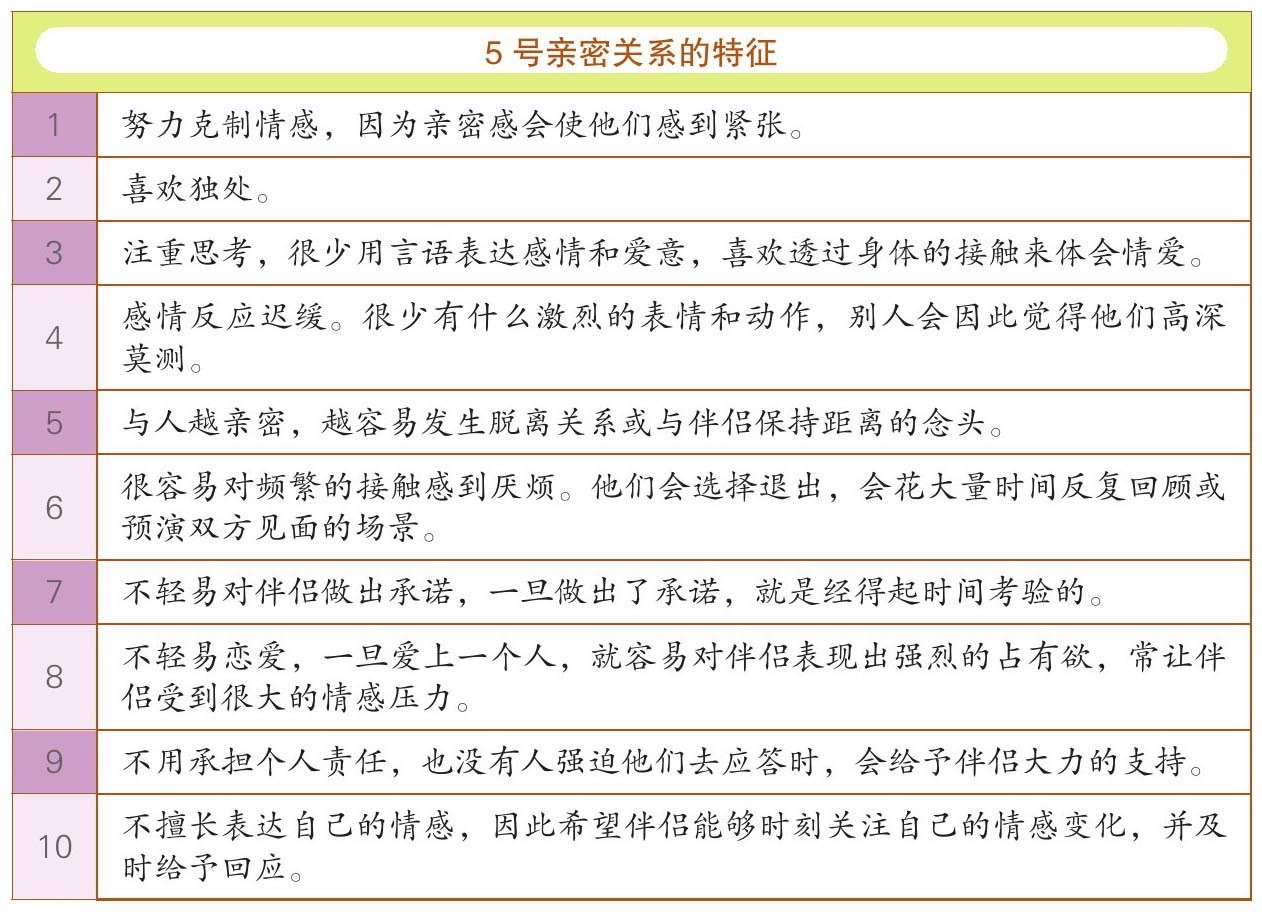 5 号亲密关系的特征
1 努力克制情感，因为亲密感会使他们感到紧张。
2 喜欢独处。
3 注重思考，很少用言语表达感情和爱意，喜欢透过身体的接触来体会情爱。
4 感情反应迟缓。很少有什么激烈的表情和动作，别人会因此觉得他们高深
莫测。
5 与人越亲密，越容易发生脱离关系或与伴侣保持距离的念头。
6 很容易对频繁的接触感到厌烦。他们会选择退出，会花大量时间反复回顾或
预演双方见面的场景。
7 不轻易对伴侣做出承诺，一旦做出了承诺，就是经得起时间考验的。
8 不轻易恋爱，一旦爱上一个人，就容易对伴侣表现出强烈的占有欲，常让伴
侣受到很大的情感压力。
9 不用承担个人责任，也没有人强迫他们去应答时，会给予伴侣大力的支持。
10 不擅长表达自己的情感，因此希望伴侣能够时刻关注自己的情感变化，并及
时给予回应。